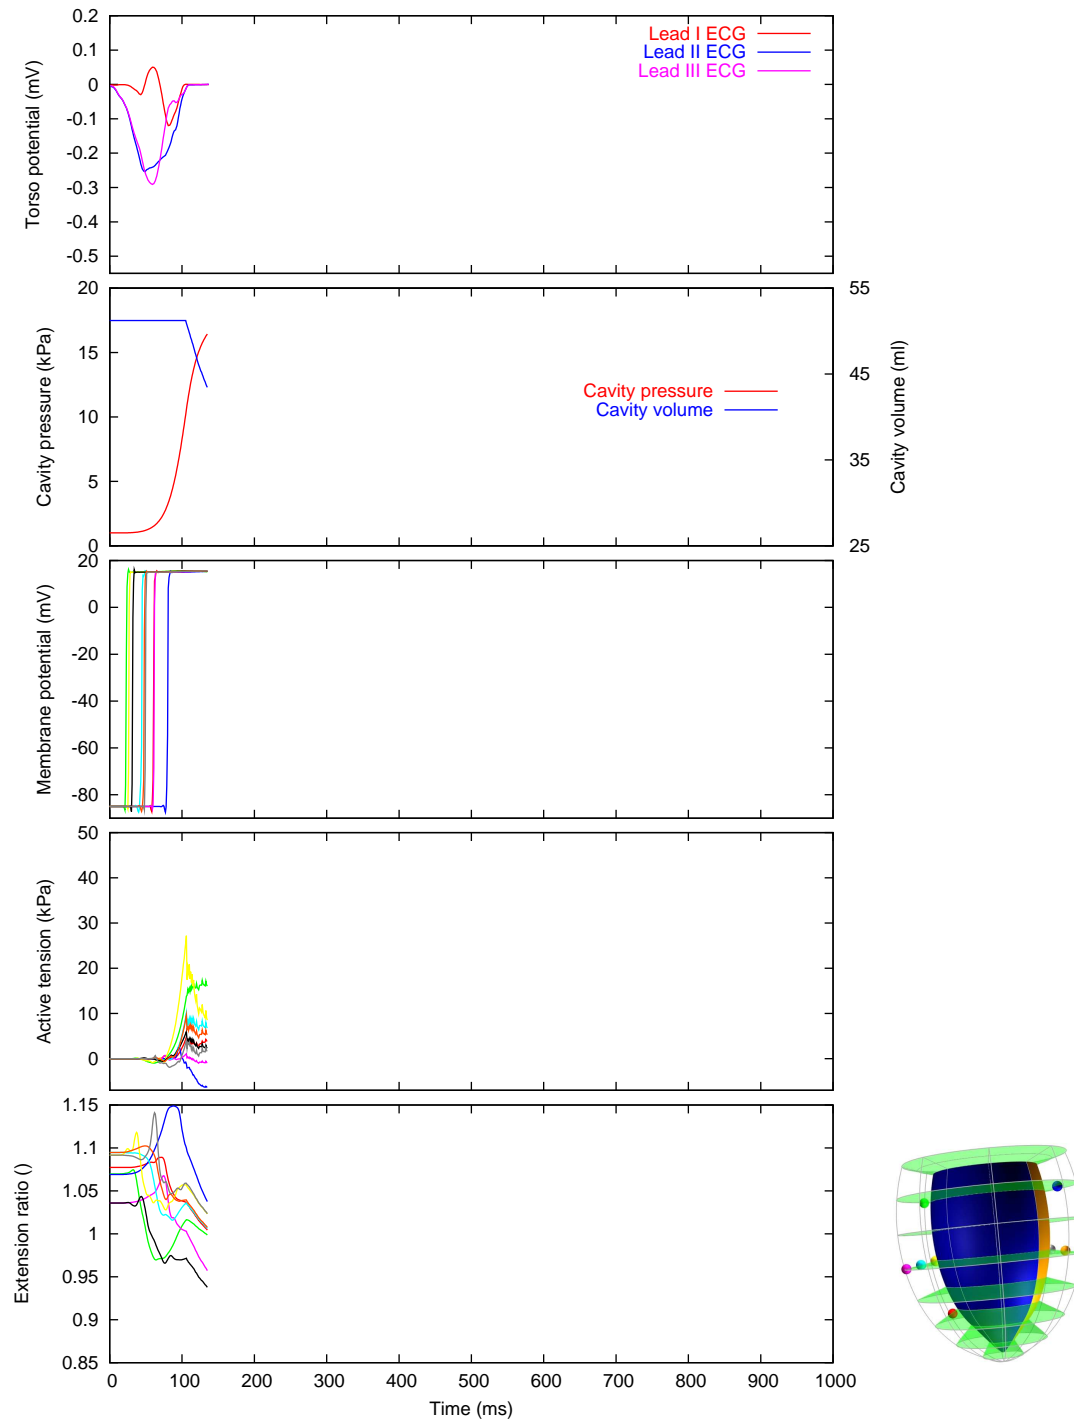 0.2
0.1
0
-0.1
-0.2
-0.3
-0.4
-0.5
Torso potential (mV)
Lead I ECG
Lead II ECG
Lead III ECG
20
15
10
5
0
Cavity pressure (kPa)
55
45
35
25
Cavity volume (ml)
Cavity pressure
Cavity volume
20
0
-20
-40
-60
-80
Membrane potential (mV)
50
40
30
20
10
0
Active tension (kPa)
1.15
1.1
1.05
1
0.95
0.9
0.85
Extension ratio ()
0 100 200 300 400 500 600 700 800 900 1000
Time (ms)